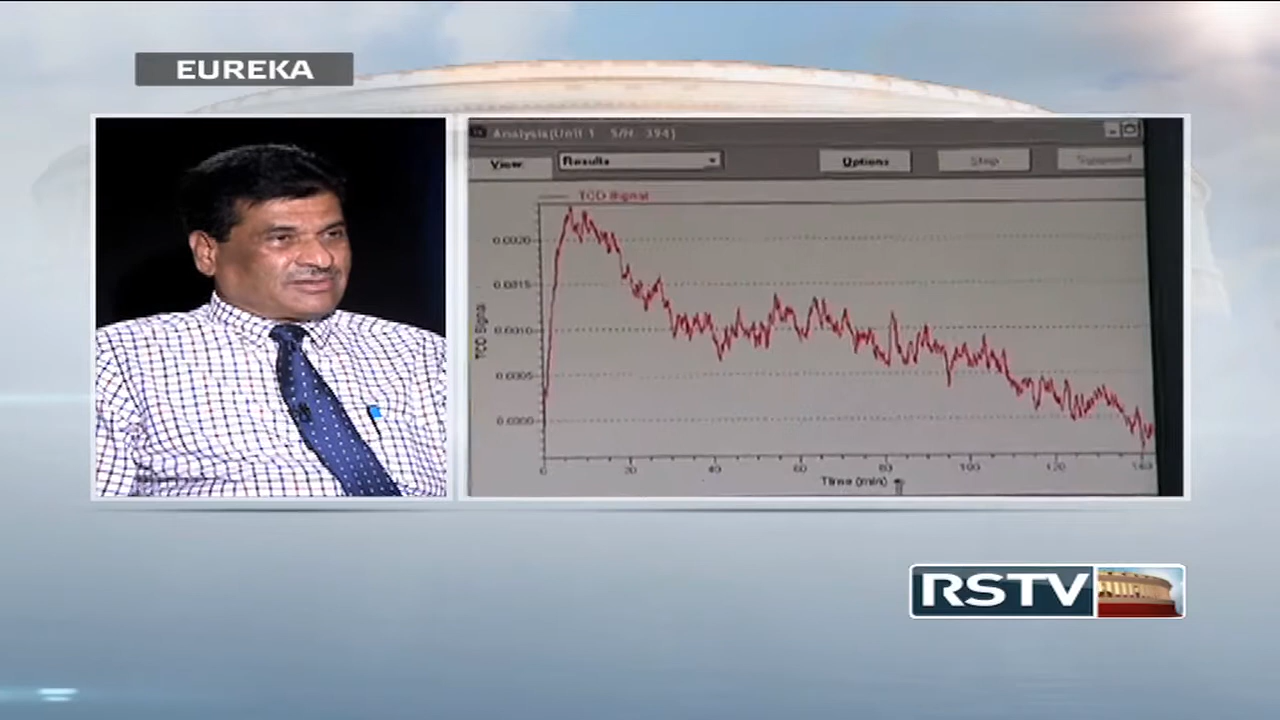 EUREKA
Analysis(Unit 1 S/N: 394)
View: Results Options Stop Suspend
TCD Signal
0.0020
0.0015
0.0010
0.0005
0.0000
TCD Signal
0 20 40 60 80 100 120 140
Time (min)
RSTV